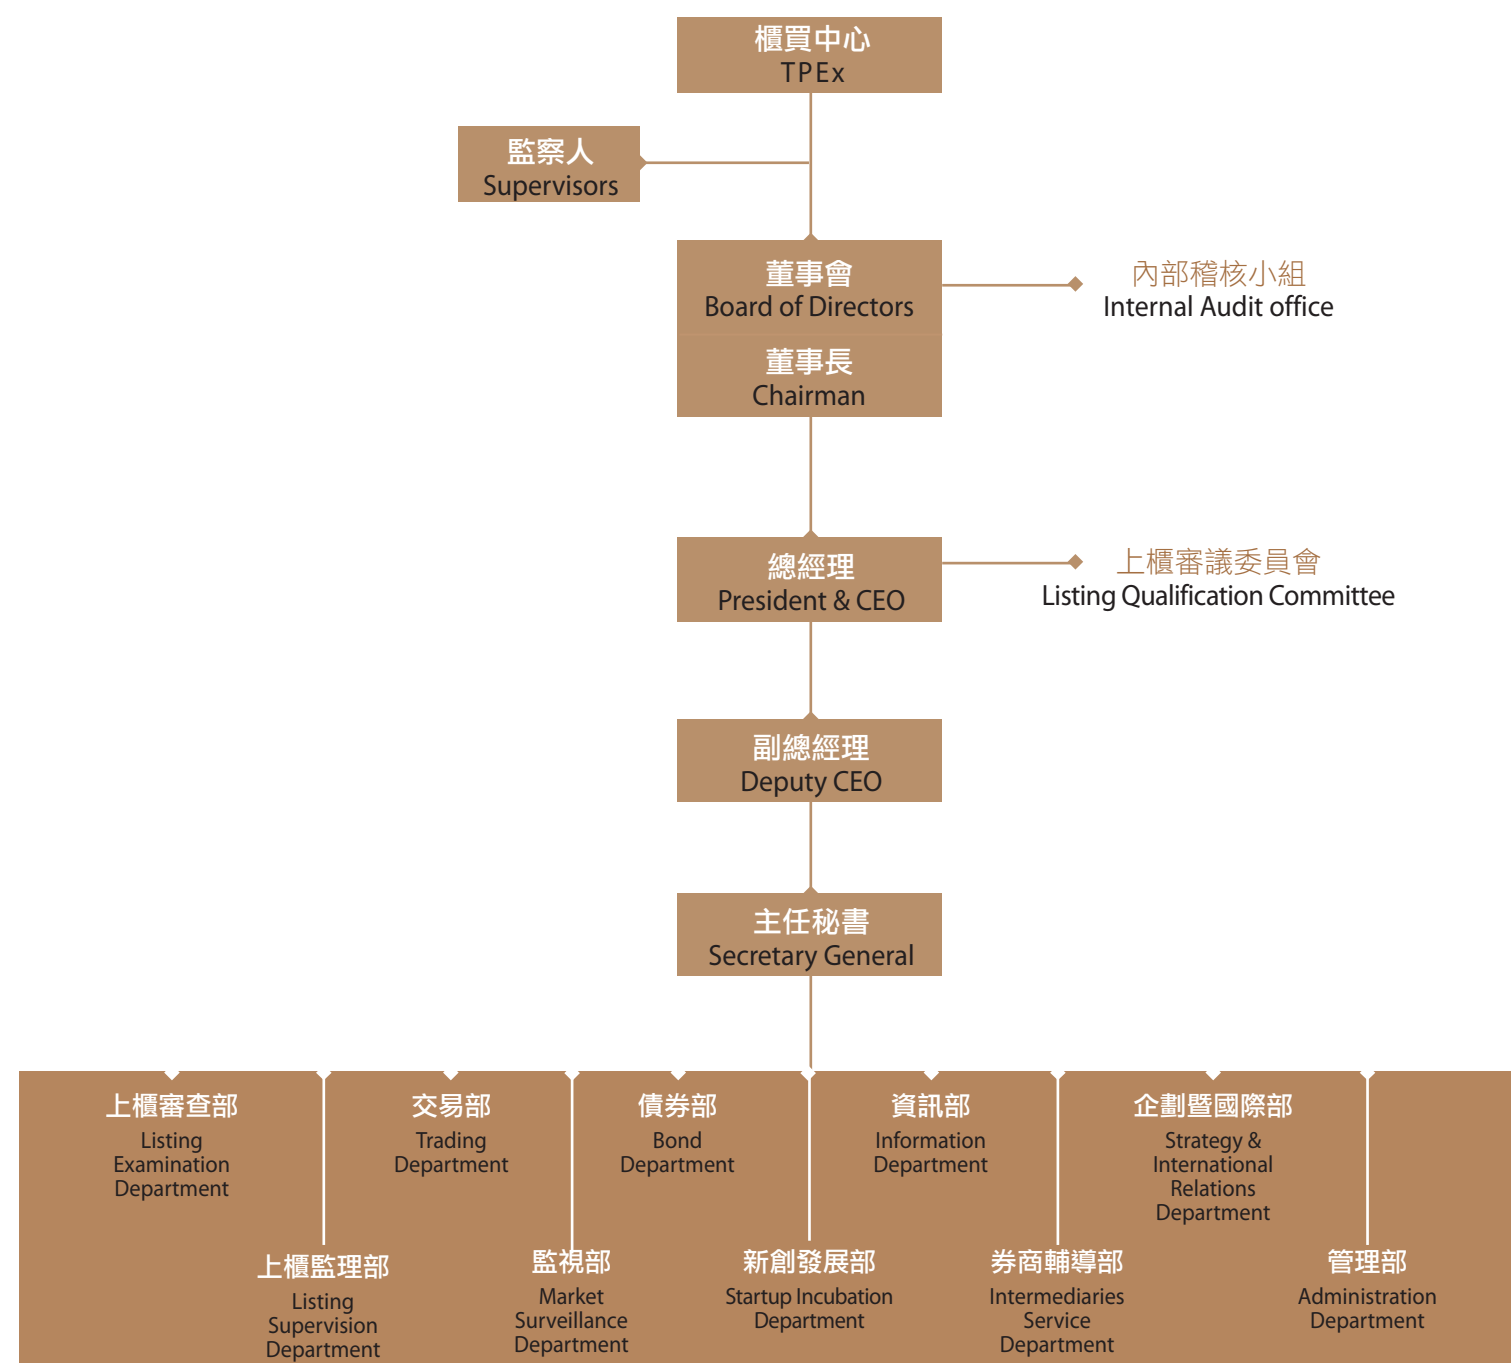 櫃買中心
TPEx
監察人
Supervisors
董事會
Board of Directors
內部稽核小組
Internal Audit office
董事長
Chairman
總經理
President & CEO
上櫃審議委員會
Listing Qualification Committee
副總經理
Deputy CEO
主任秘書
Secretary General
上櫃審查部
Listing
Examination
Department
上櫃監理部
Listing
Supervision
Department
交易部
Trading
Department
監視部
Market
Surveillance
Department
債券部
Bond
Department
新創發展部
Startup Incubation
Department
資訊部
Information
Department
券商輔導部
Intermediaries
Service
Department
企劃暨國際部
Strategy &
International
Relations
Department
管理部
Administration
Department